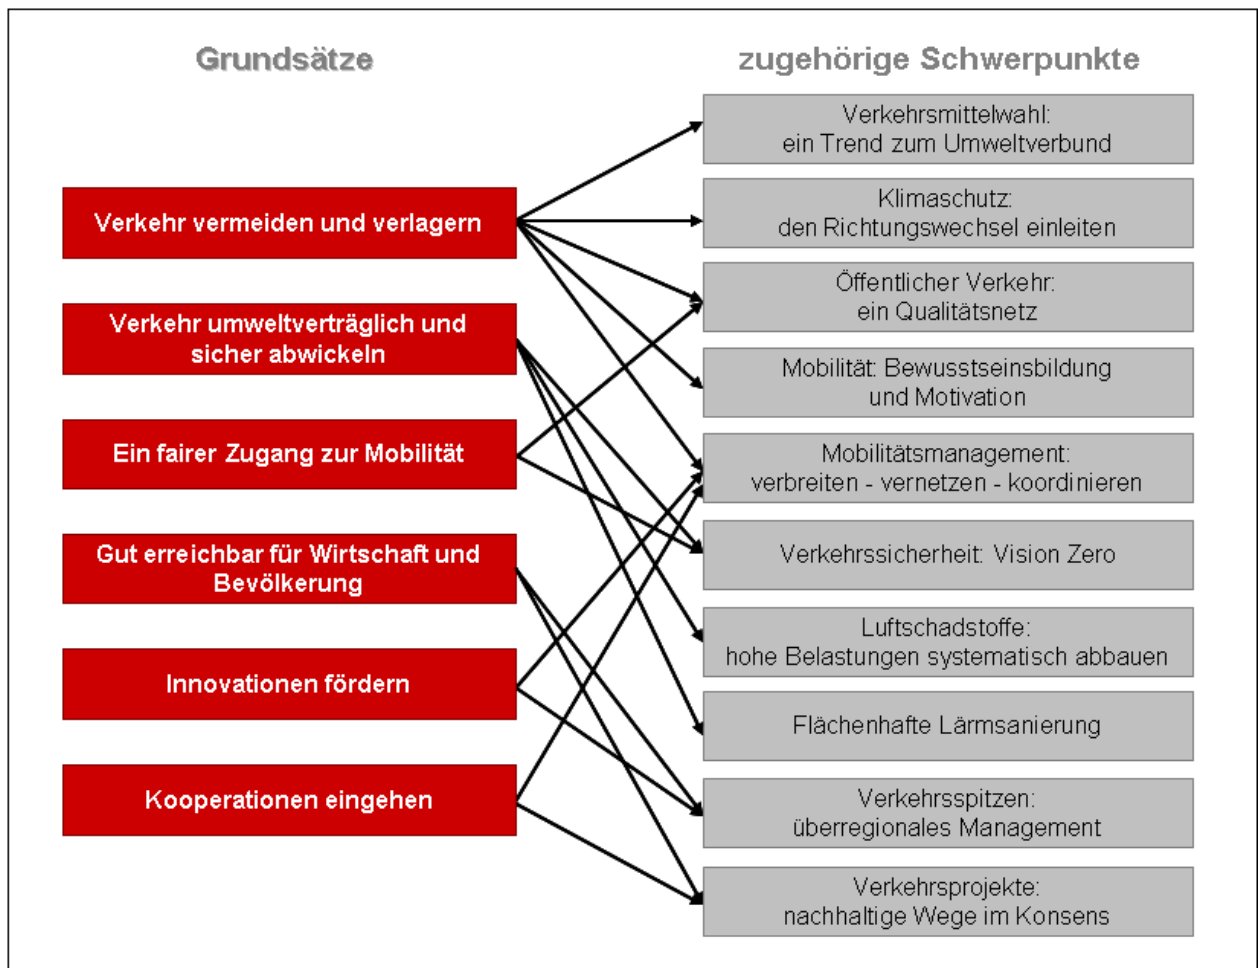 Grundsätze
Verkehr vermeiden und verlagern
Verkehr umweltverträglich und
sicher abwickeln
Ein fairer Zugang zur Mobilität
Gut erreichbar für Wirtschaft und
Bevölkerung
Innovationen fördern
Kooperationen eingehen
zugehörige Schwerpunkte
Verkehrsmittelwahl:
ein Trend zum Umweltverbund
Klimaschutz:
den Richtungswechsel einleiten
Öffentlicher Verkehr:
ein Qualitätsnetz
Mobilität: Bewusstseinsbildung
und Motivation
Mobilitätsmanagement:
verbreiten - vernetzen - koordinieren
Verkehrssicherheit: Vision Zero
Luftschadstoffe:
hohe Belastungen systematisch abbauen
Flächenhafte Lärmsanierung
Verkehrsspitzen:
überregionales Management
Verkehrsprojekte:
nachhaltige Wege im Konsens